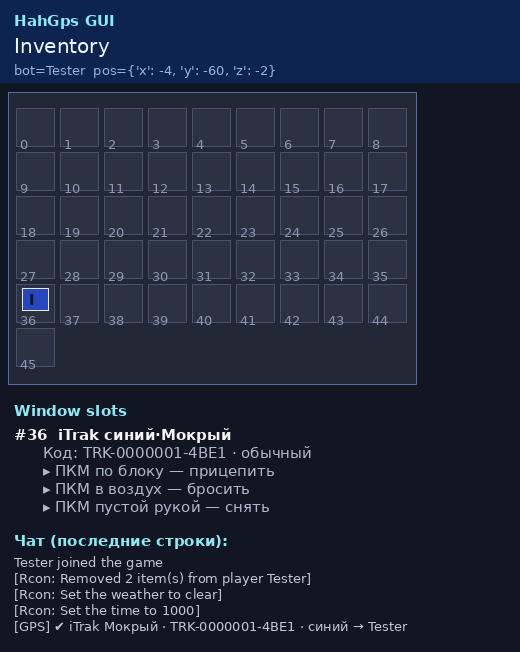 HahGps GUI
Inventory
bot=Tester pos={'x': -4, 'y': -60, 'z': -2}
0 1 2 3 4 5 6 7 8
9 10 11 12 13 14 15 16 17
18 19 20 21 22 23 24 25 26
27 28 29 30 31 32 33 34 35
I
36 37 38 39 40 41 42 43 44
45
Window slots
#36 iTrak синий·Мокрый
Код: TRK-0000001-4BE1 · обычный
▸ ПКМ по блоку — прицепить
▸ ПКМ в воздух — бросить
▸ ПКМ пустой рукой — снять
Чат (последние строки):
Tester joined the game
[Rcon: Removed 2 item(s) from player Tester]
[Rcon: Set the weather to clear]
[Rcon: Set the time to 1000]
[GPS] ✔ iTrak Мокрый · TRK-0000001-4BE1 · синий → Tester